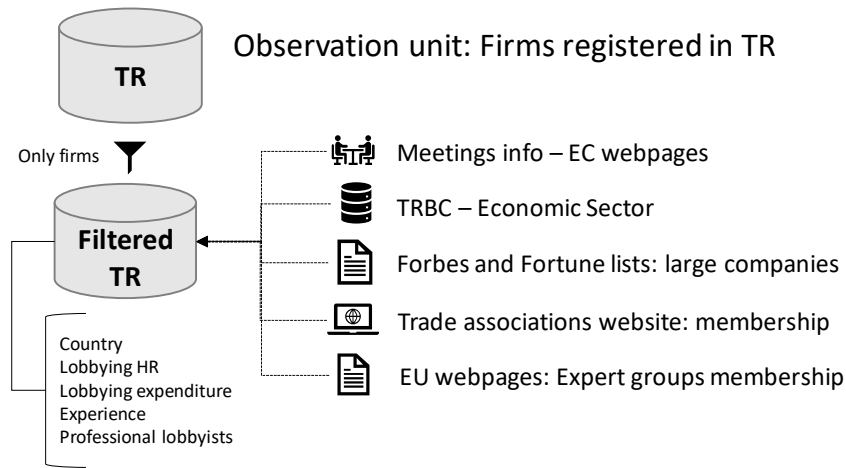 TR
Observation unit: Firms registered in TR
Only firms
Meetings info – EC webpages
TRBC – Economic Sector
Filtered
TR
Forbes and Fortune lists: large companies
Trade associations website: membership
EU webpages: Expert groups membership
Country
Lobbying HR
Lobbying expenditure
Experience
Professional lobbyists